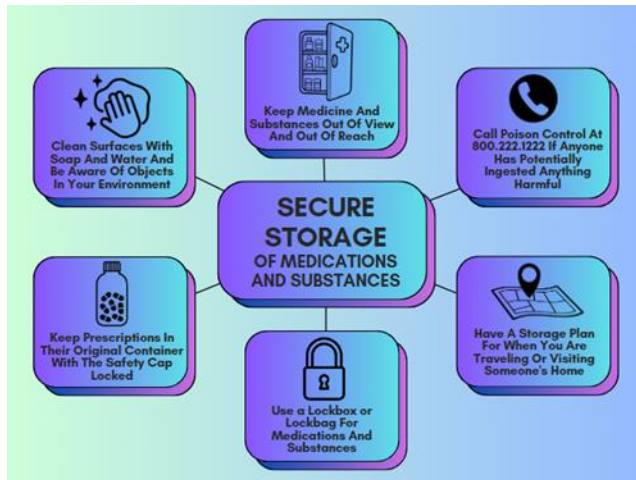 Keep Medicine And
Substances Out Of View
And Out Of Reach
Clean Surfaces With
Soap And Water And
Be Aware Of Objects
In Your Environment
Call Poison Control At
800.222.1222 If Anyone
Has Potentially
Ingested Anything
Harmful
SECURE
STORAGE
OF MEDICATIONS
AND SUBSTANCES
Keep Prescriptions In
Their Original Container
With The Safety Cap
Locked
Have A Storage Plan
For When You Are
Traveling Or Visiting
Someone's Home
Use a Lockbox or
Lockbag For
Medications And
Substances